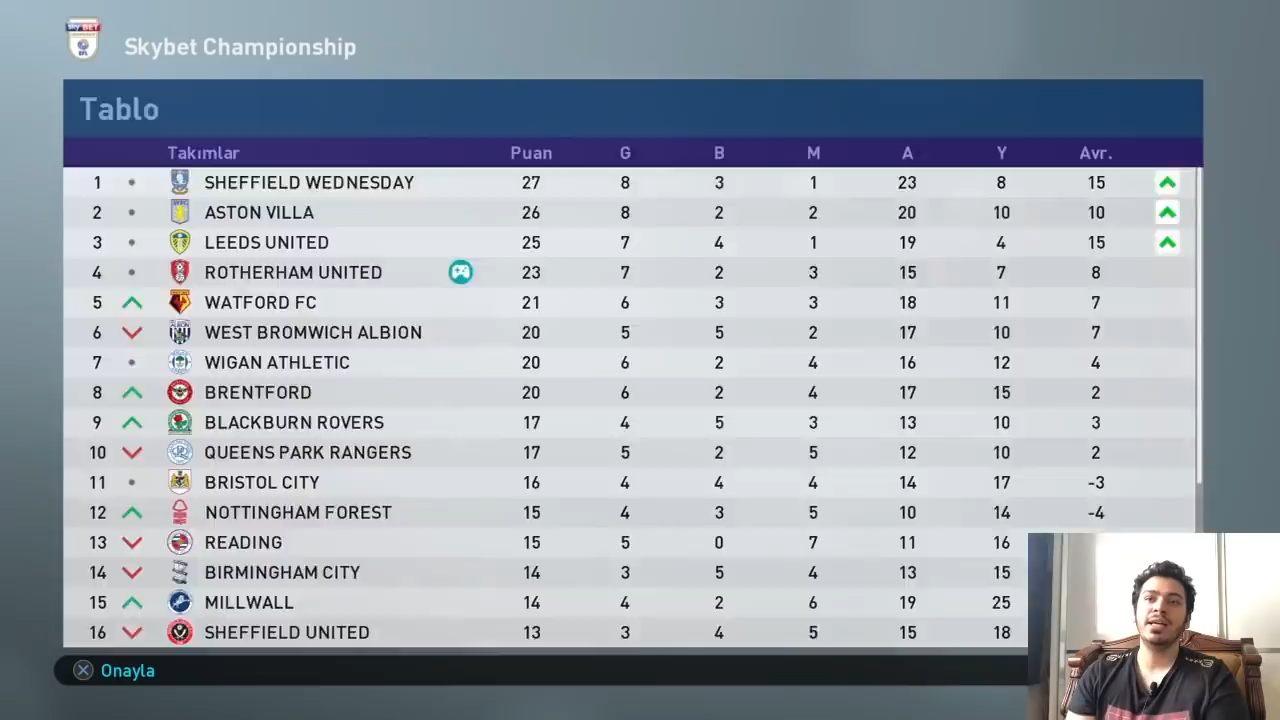 sky BET
EFL
Skybet Championship
Tablo
Takımlar Puan G B M A Y Avr.
1 SHEFFIELD WEDNESDAY 27 8 3 1 23 8 15
2 ASTON VILLA 26 8 2 2 20 10 10
3 LEEDS UNITED 25 7 4 1 19 4 15
4 ROTHERHAM UNITED 23 7 2 3 15 7 8
5 WATFORD FC 21 6 3 3 18 11 7
6 WEST BROMWICH ALBION 20 5 5 2 17 10 7
7 WIGAN ATHLETIC 20 6 2 4 16 12 4
8 BRENTFORD 20 6 2 4 17 15 2
9 BLACKBURN ROVERS 17 4 5 3 13 10 3
10 QUEENS PARK RANGERS 17 5 2 5 12 10 2
11 BRISTOL CITY 16 4 4 4 14 17 -3
12 NOTTINGHAM FOREST 15 4 3 5 10 14 -4
13 READING 15 5 0 7 11 16
14 BIRMINGHAM CITY 14 3 5 4 13 15
15 MILLWALL 14 4 2 6 19 25
16 SHEFFIELD UNITED 13 3 4 5 15 18
Onayla